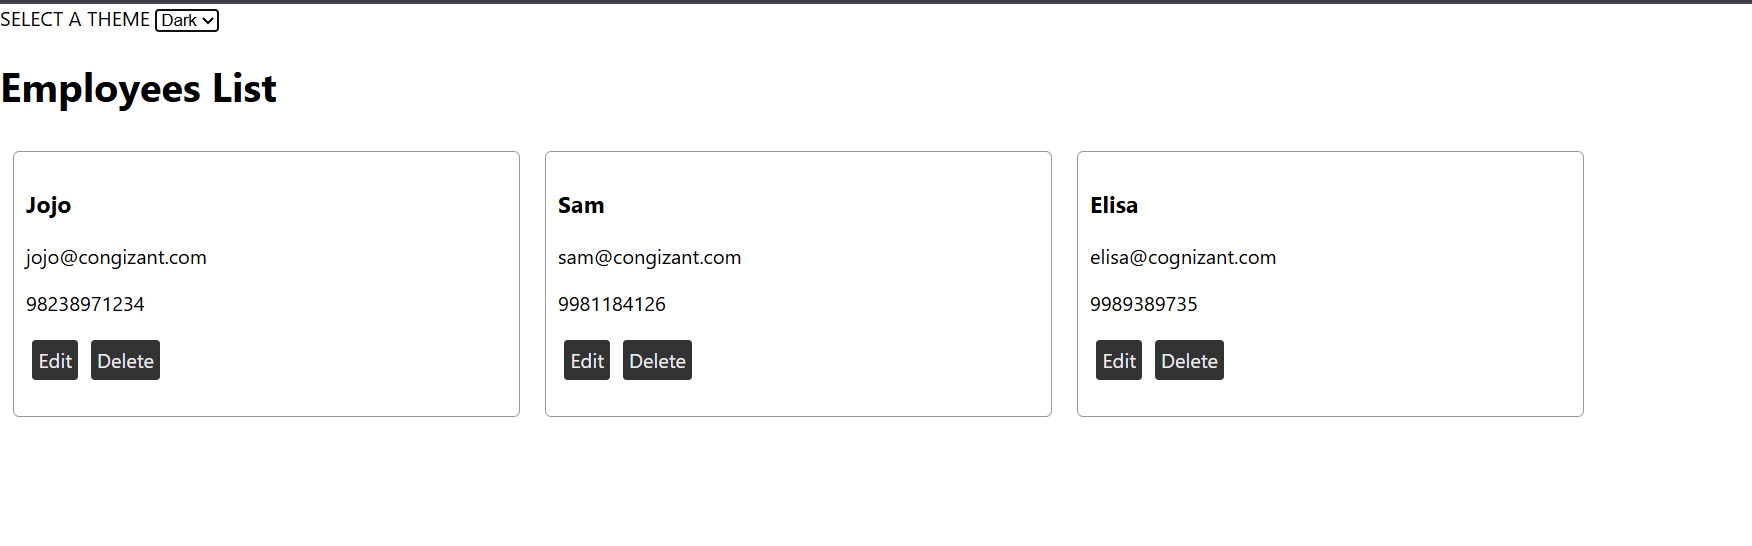 SELECT A THEME Dark
Employees List
Jojo
jojo@congizant.com
98238971234
Edit Delete
Sam
sam@congizant.com
9981184126
Edit Delete
Elisa
elisa@cognizant.com
9989389735
Edit Delete